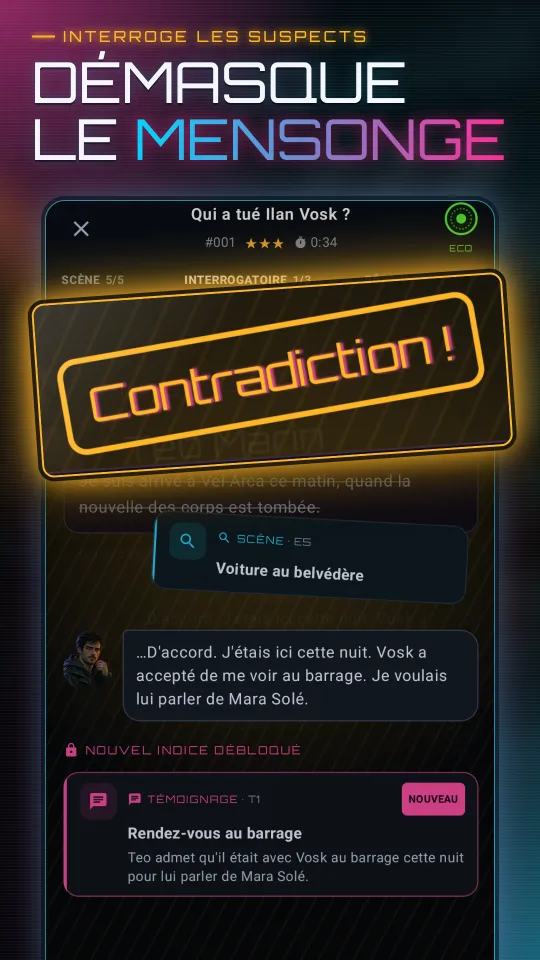 INTERROGE LES SUSPECTS
DÉMASQUE
LE MENSONGE
Qui a tué Ilan Vosk ?
#001 ★★★ 0:34
ECO
SCÈNE 5/5 INTERROGATOIRE 1/3
Contradiction !
Je suis arrivé à Vel Arca ce matin, quand la
nouvelle des corps est tombée.
SCÈNE · E5
Voiture au belvédère
…D'accord. J'étais ici cette nuit. Vosk a
accepté de me voir au barrage. Je voulais
lui parler de Mara Solé.
NOUVEL INDICE DÉBLOQUÉ
TÉMOIGNAGE · T1
NOUVEAU
Rendez-vous au barrage
Teo admet qu'il était avec Vosk au barrage cette nuit
pour lui parler de Mara Solé.